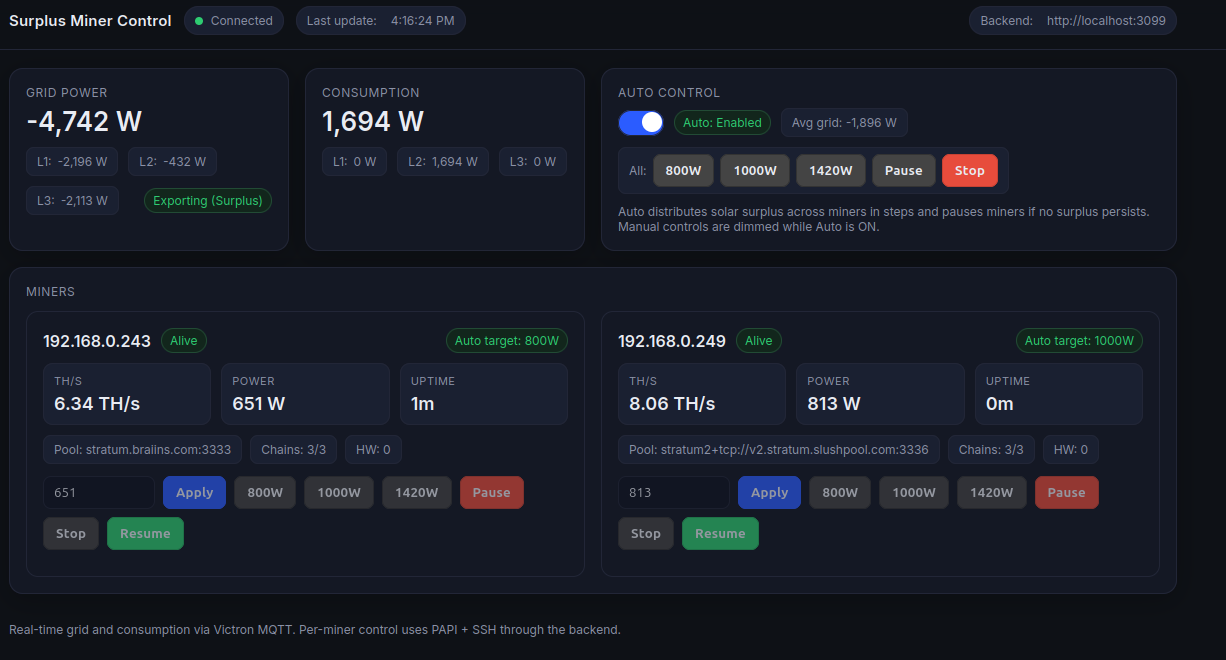 Surplus Miner Control Connected Last update: 4:16:24 PM Backend: http://localhost:3099
GRID POWER
-4,742 W
L1: -2,196 W L2: -432 W
L3: -2,113 W Exporting (Surplus)
CONSUMPTION
1,694 W
L1: 0 W L2: 1,694 W L3: 0 W
AUTO CONTROL
Auto: Enabled Avg grid: -1,896 W
All: 800W 1000W 1420W Pause Stop
Auto distributes solar surplus across miners in steps and pauses miners if no surplus persists.
Manual controls are dimmed while Auto is ON.
MINERS
192.168.0.243 Alive Auto target: 800W
TH/S POWER UPTIME
6.34 TH/s 651 W 1m
Pool: stratum.braiins.com:3333 Chains: 3/3 HW: 0
651 Apply 800W 1000W 1420W Pause
Stop Resume
192.168.0.249 Alive Auto target: 1000W
TH/S POWER UPTIME
8.06 TH/s 813 W 0m
Pool: stratum2+tcp://v2.stratum.slushpool.com:3336 Chains: 3/3 HW: 0
813 Apply 800W 1000W 1420W Pause
Stop Resume
Real-time grid and consumption via Victron MQTT. Per-miner control uses PAPI + SSH through the backend.